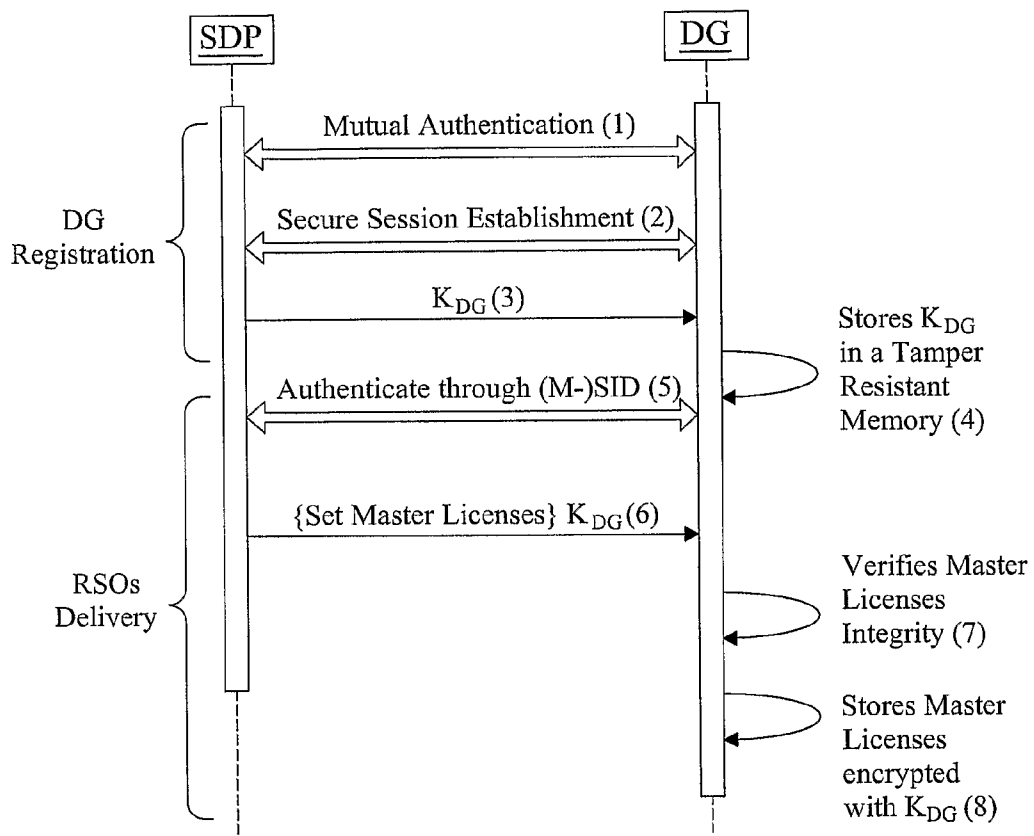 SDP
DG
Mutual Authentication (1)
DG
Registration
Secure Session Establishment (2)
K_DG (3)
Stores K_DG
in a Tamper
Resistant
Memory (4)
Authenticate through (M-)SID (5)
{Set Master Licenses} K_DG (6)
RSOs
Delivery
Verifies Master
Licenses
Integrity (7)
Stores Master
Licenses
encrypted
with K_DG (8)